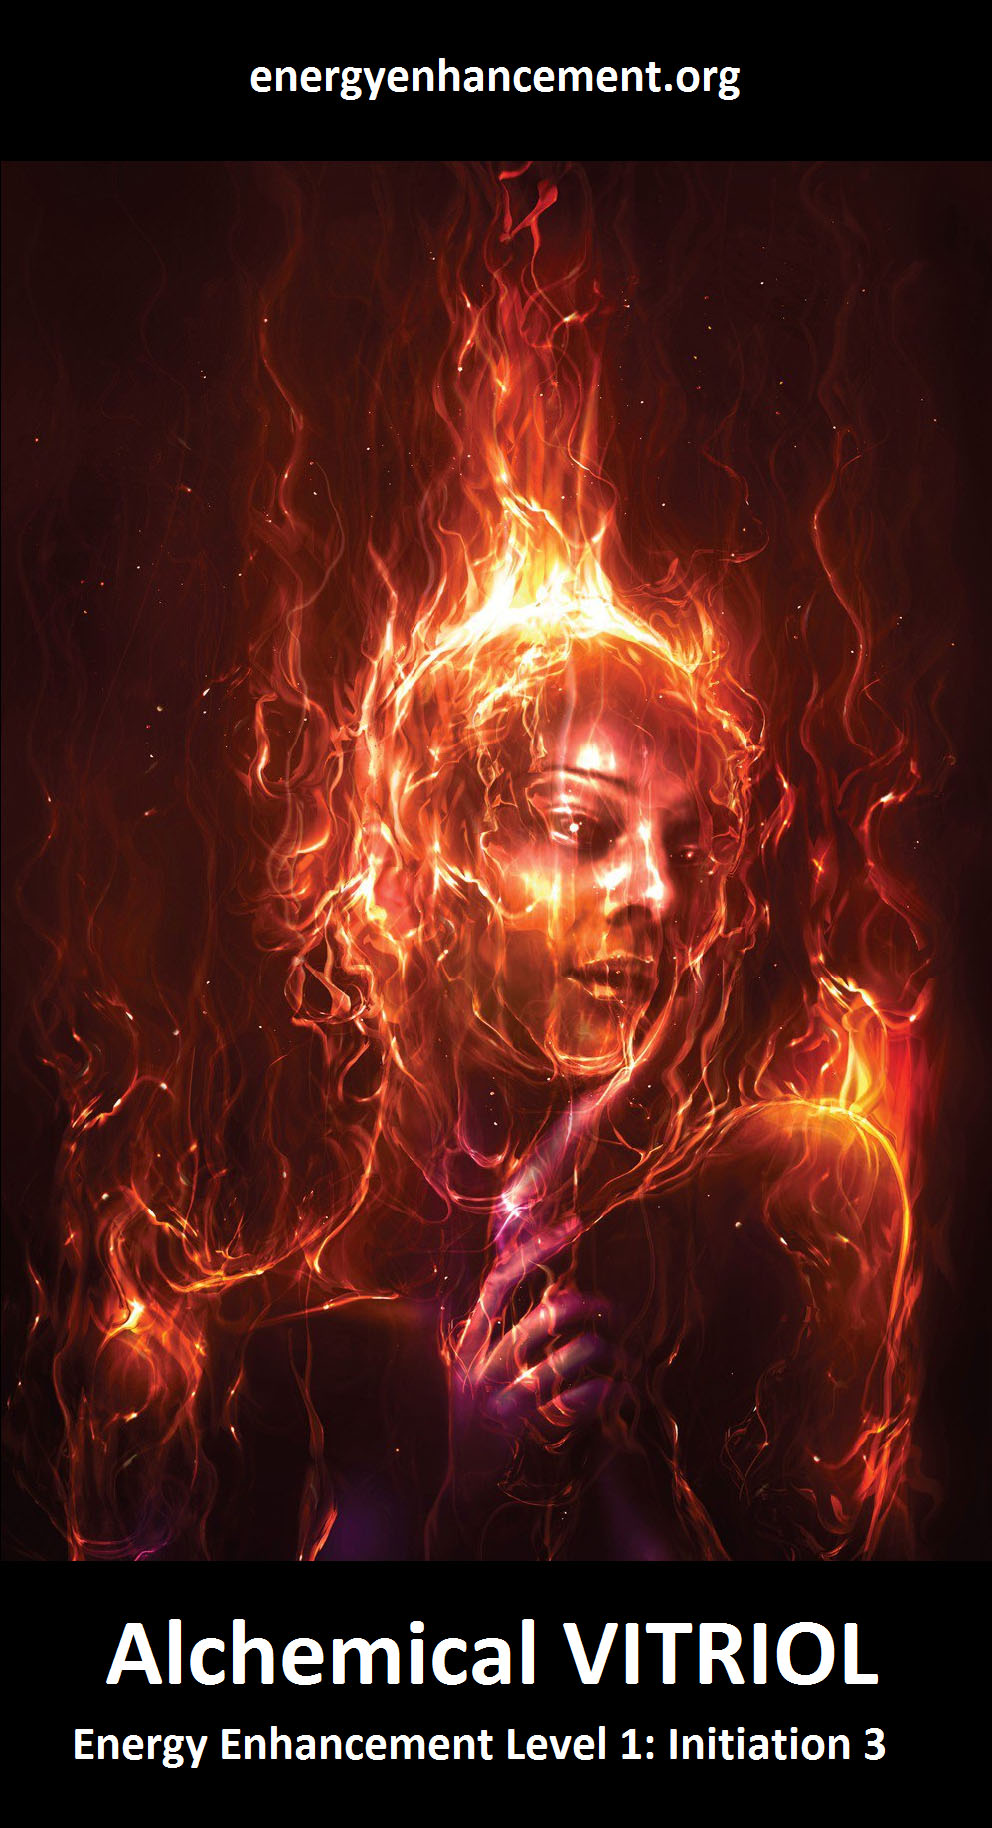 energyenhancement.org
Alchemical VITRIOL
Energy Enhancement Level 1: Initiation 3